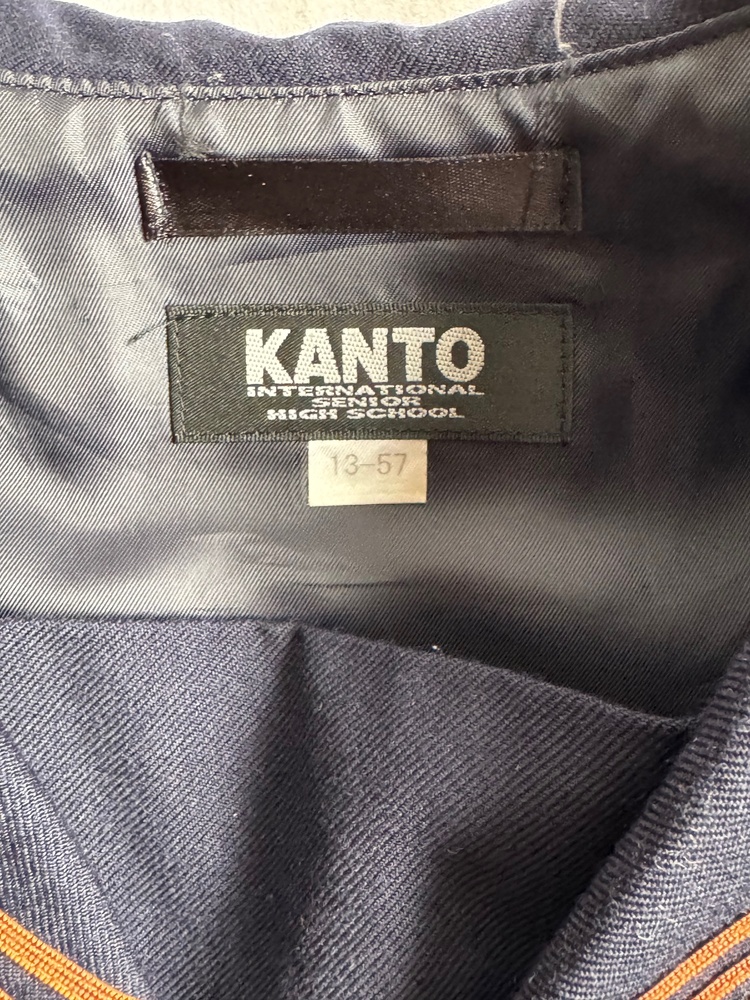 KANTO
INTERNATIONAL
SENIOR
HIGH SCHOOL
13-57